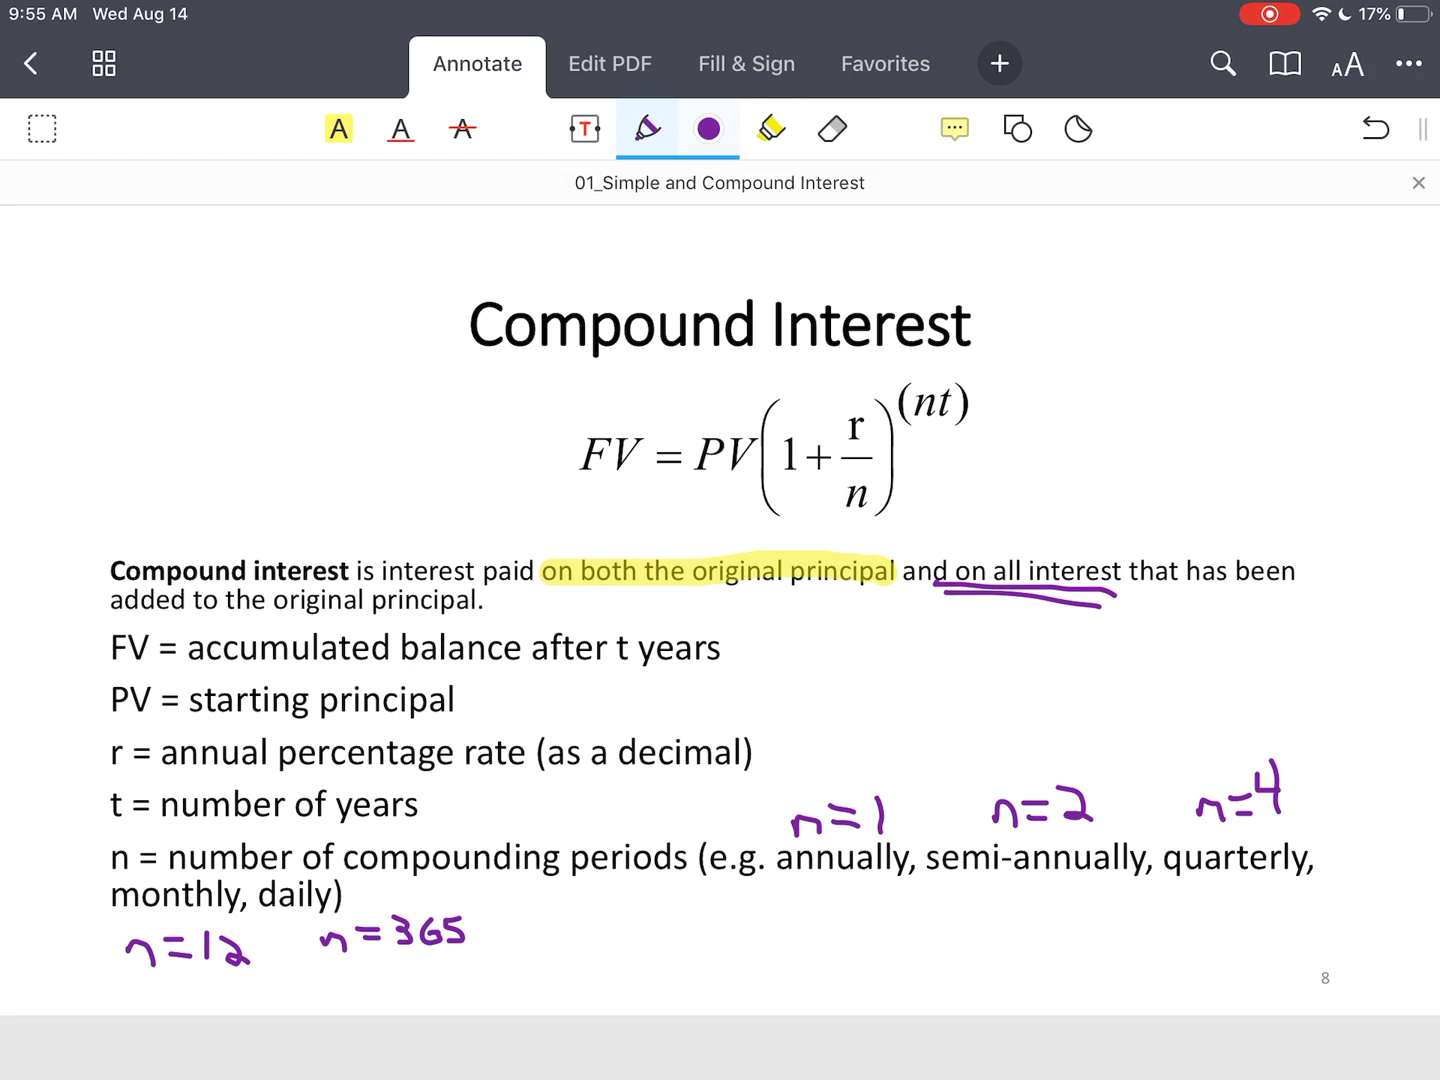 9:55 AM Wed Aug 14
17%
Annotate Edit PDF Fill & Sign Favorites
AA
A A A T
01_Simple and Compound Interest
Compound Interest
FV = PV(1 + r/n)^(nt)
Compound interest is interest paid on both the original principal and on all interest that has been
added to the original principal.
FV = accumulated balance after t years
PV = starting principal
r = annual percentage rate (as a decimal)
t = number of years
n=1 n=2 n=4
n = number of compounding periods (e.g. annually, semi-annually, quarterly,
monthly, daily)
n=12 n=365
8